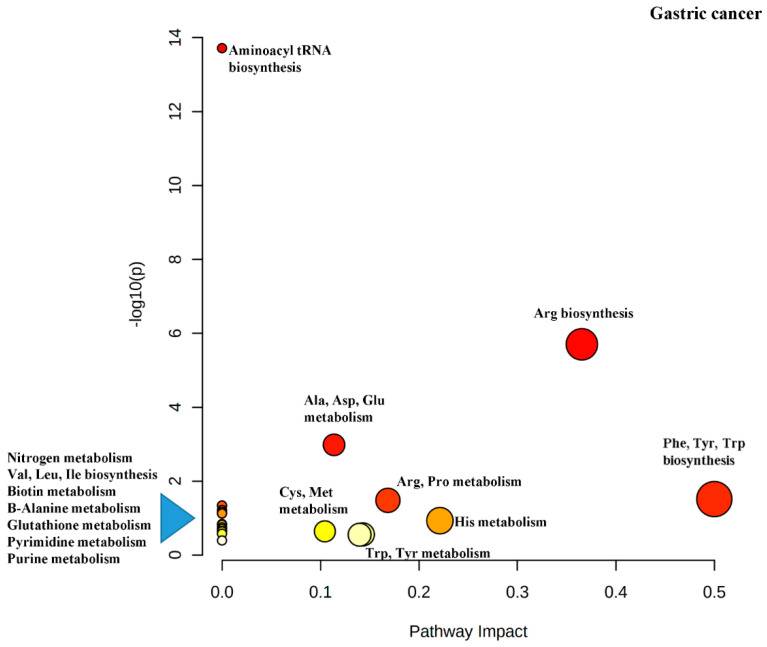 Gastric cancer
14
Aminoacyl tRNA
biosynthesis
12
10
8
-log10(p)
Arg biosynthesis
6
Ala, Asp, Glu
metabolism
4
Phe, Tyr, Trp
biosynthesis
Nitrogen metabolism
Val, Leu, Ile biosynthesis
Biotin metabolism
B-Alanine metabolism
Glutathione metabolism
Pyrimidine metabolism
Purine metabolism
2
Cys, Met
metabolism
Arg, Pro metabolism
His metabolism
Trp, Tyr metabolism
0
0.0 0.1 0.2 0.3 0.4 0.5
Pathway Impact